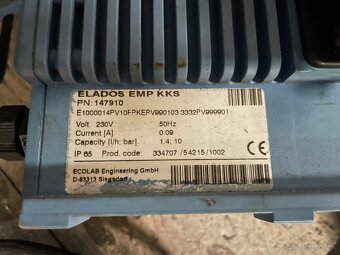 ELADOS EMP KKS
PN: 147910
E1000014PV10FPKEPV990103 3332PV999901
Volt: 230V 50Hz
Current [A] 0.09
Capacity [l/h; bar] 1.4; 10
IP 65 Prod. code: 334707 / 54215 / 1002
ECOLAB Engineering GmbH
D-83313 Siegsdorf